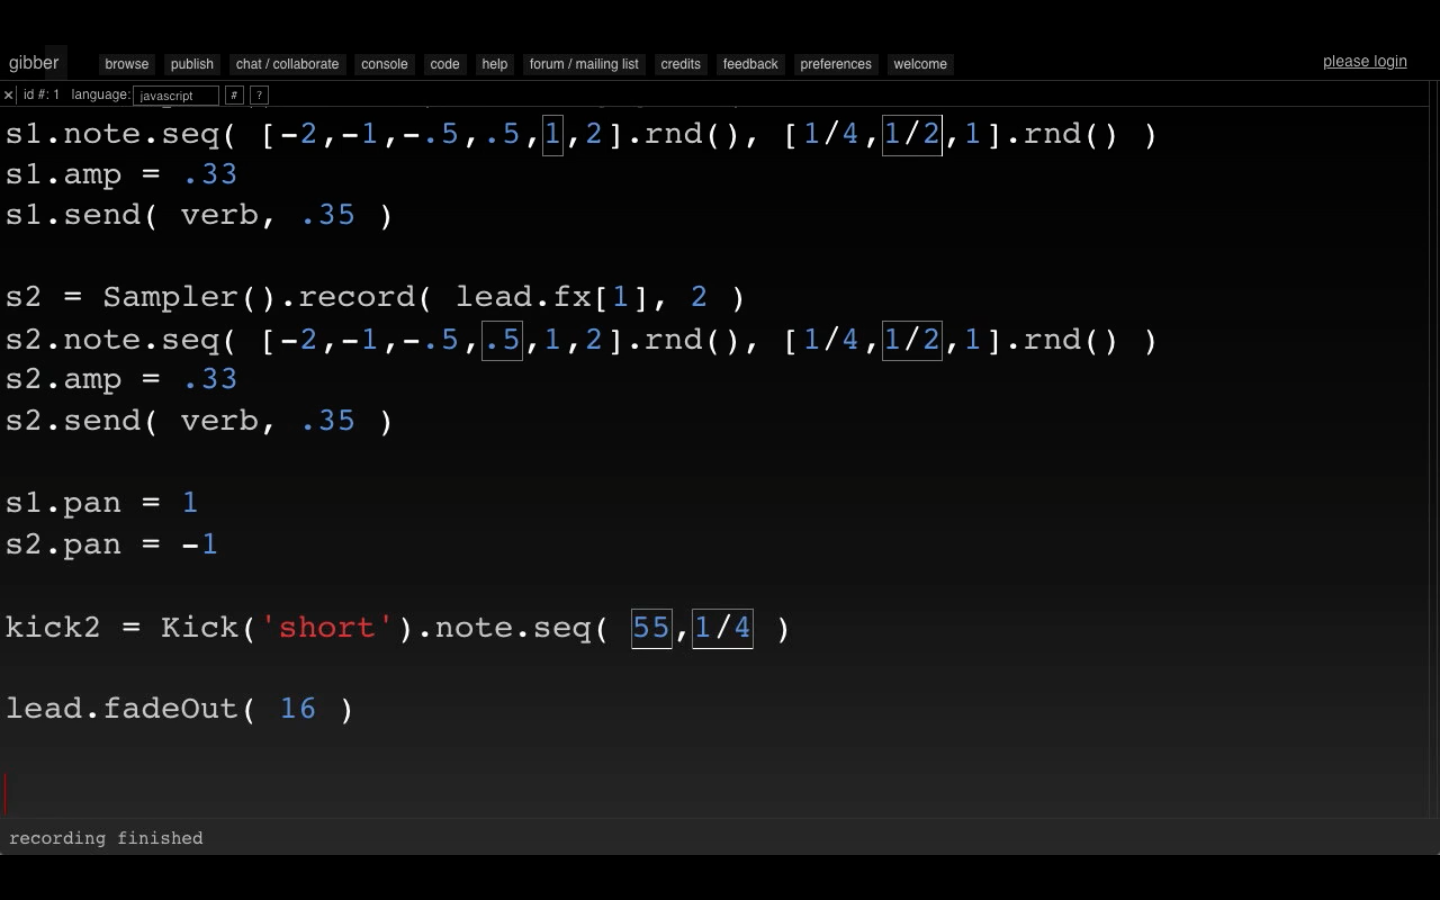 gibber browse publish chat / collaborate console code help forum / mailing list credits feedback preferences welcome please login
× id #: 1 language: javascript # ?
s1.note.seq( [-2,-1,-.5,.5,1,2].rnd(), [1/4,1/2,1].rnd() )
s1.amp = .33
s1.send( verb, .35 )
s2 = Sampler().record( lead.fx[1], 2 )
s2.note.seq( [-2,-1,-.5,.5,1,2].rnd(), [1/4,1/2,1].rnd() )
s2.amp = .33
s2.send( verb, .35 )
s1.pan = 1
s2.pan = -1
kick2 = Kick('short').note.seq( 55,1/4 )
lead.fadeOut( 16 )
recording finished